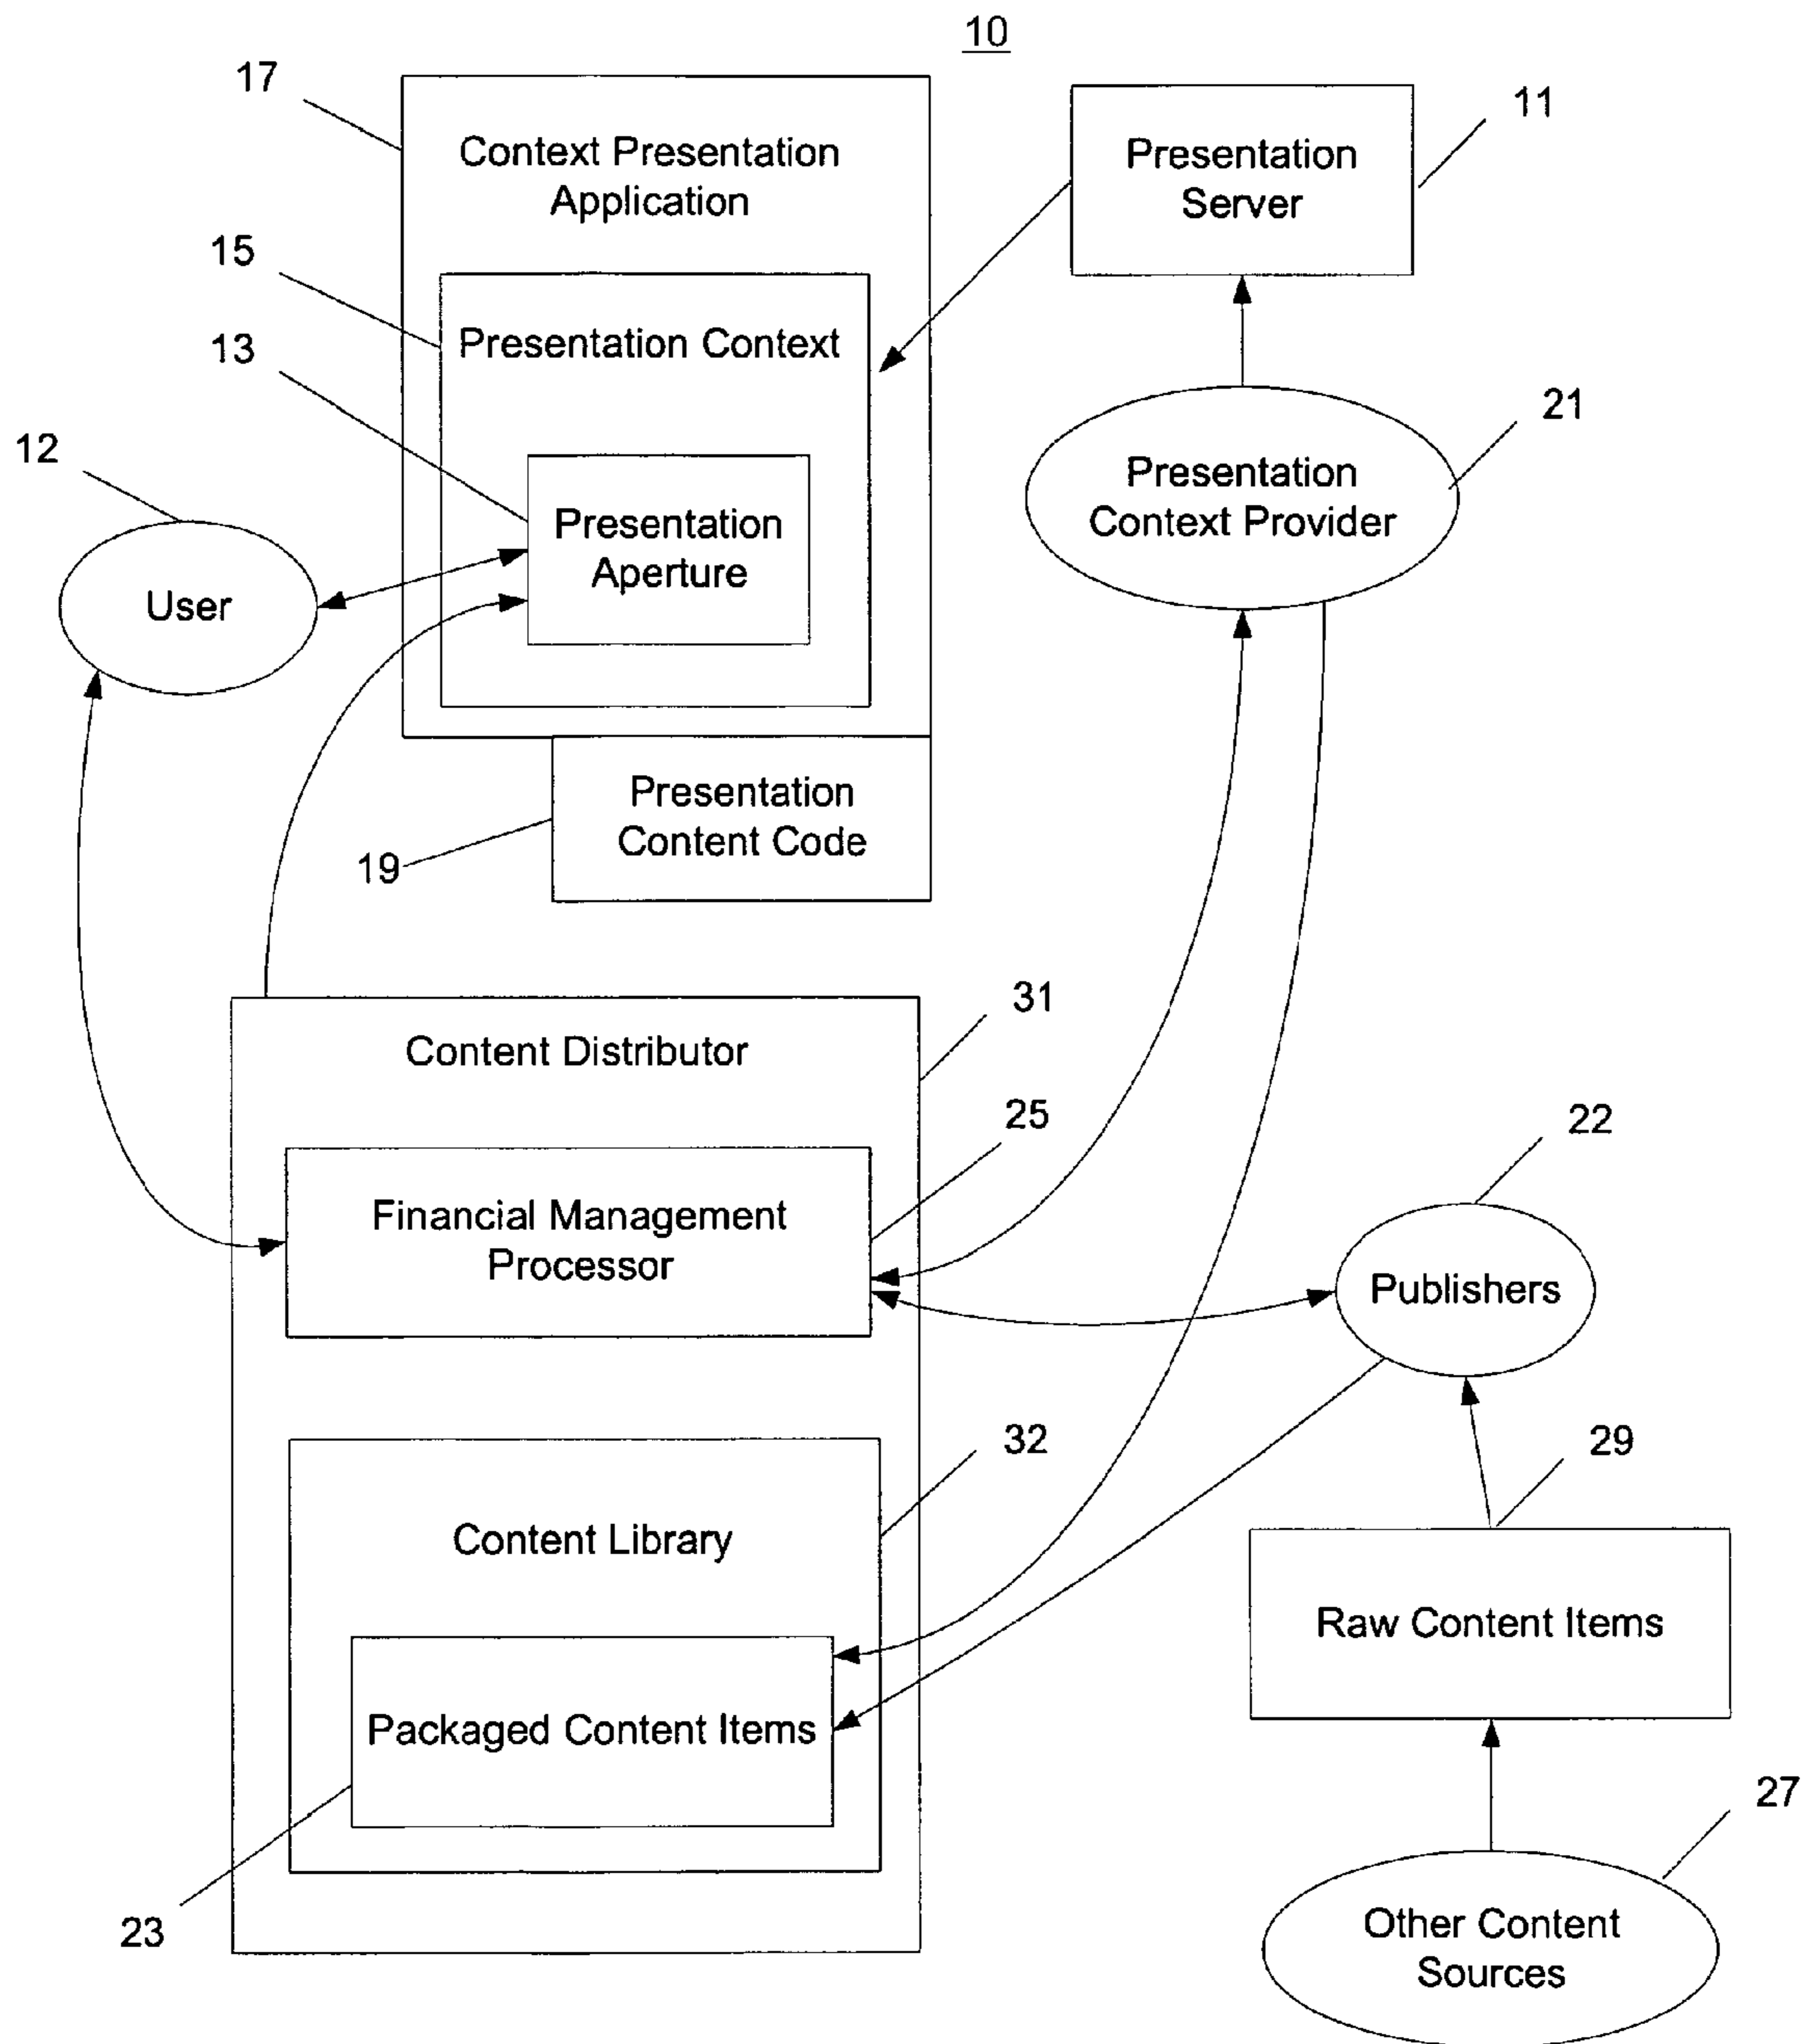 10
17
Context Presentation
Application
Presentation
Server
11
15
Presentation Context
13
Presentation
Aperture
12
User
21
Presentation
Context Provider
Presentation
Content Code
19
31
Content Distributor
25
Financial Management
Processor
22
Publishers
32
Content Library
29
Raw Content Items
Packaged Content Items
23
27
Other Content
Sources